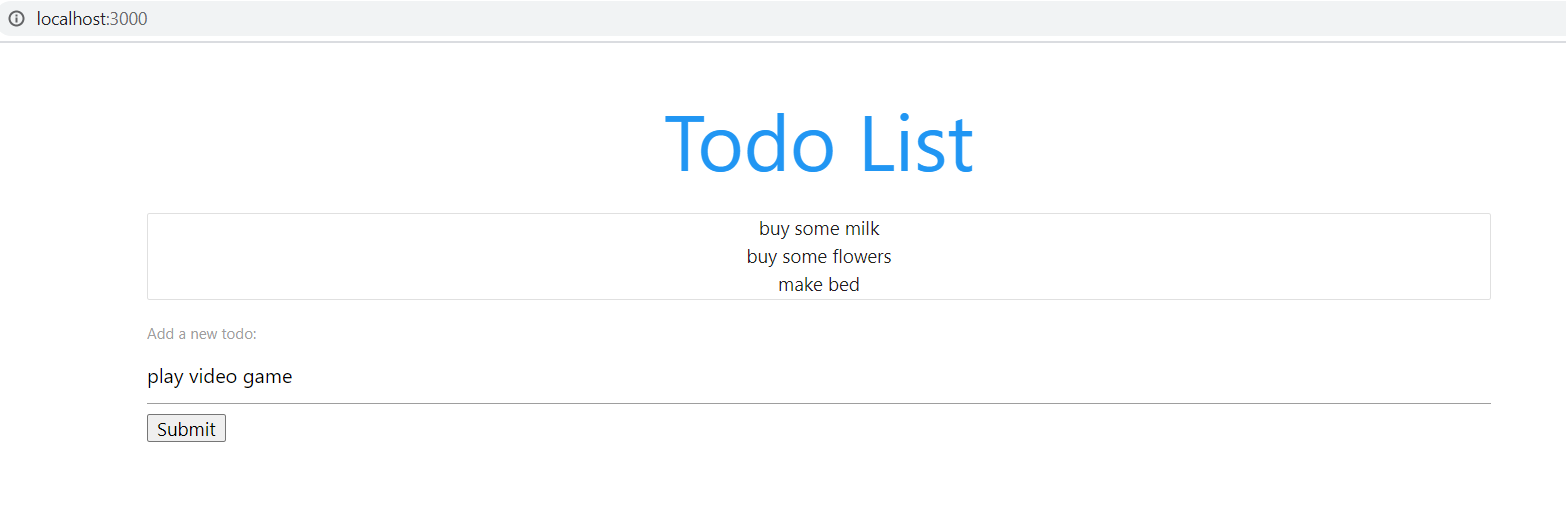 localhost:3000
Todo List
buy some milk
buy some flowers
make bed
Add a new todo:
play video game
Submit